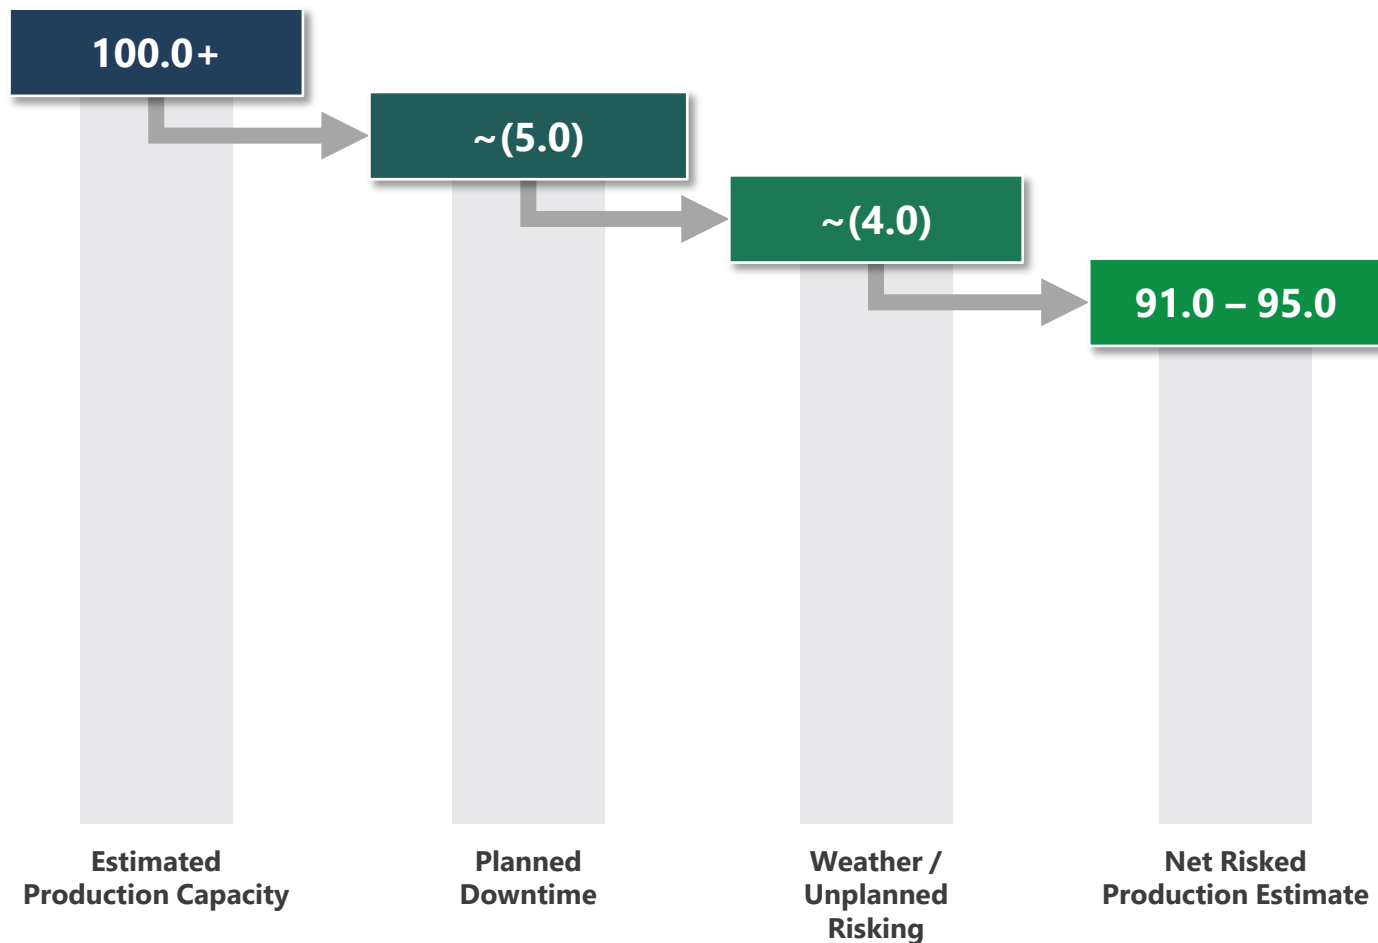 100.0+
~(5.0)
~(4.0)
91.0 – 95.0
Estimated
Production Capacity
Planned
Downtime
Weather /
Unplanned
Risking
Net Risked
Production Estimate